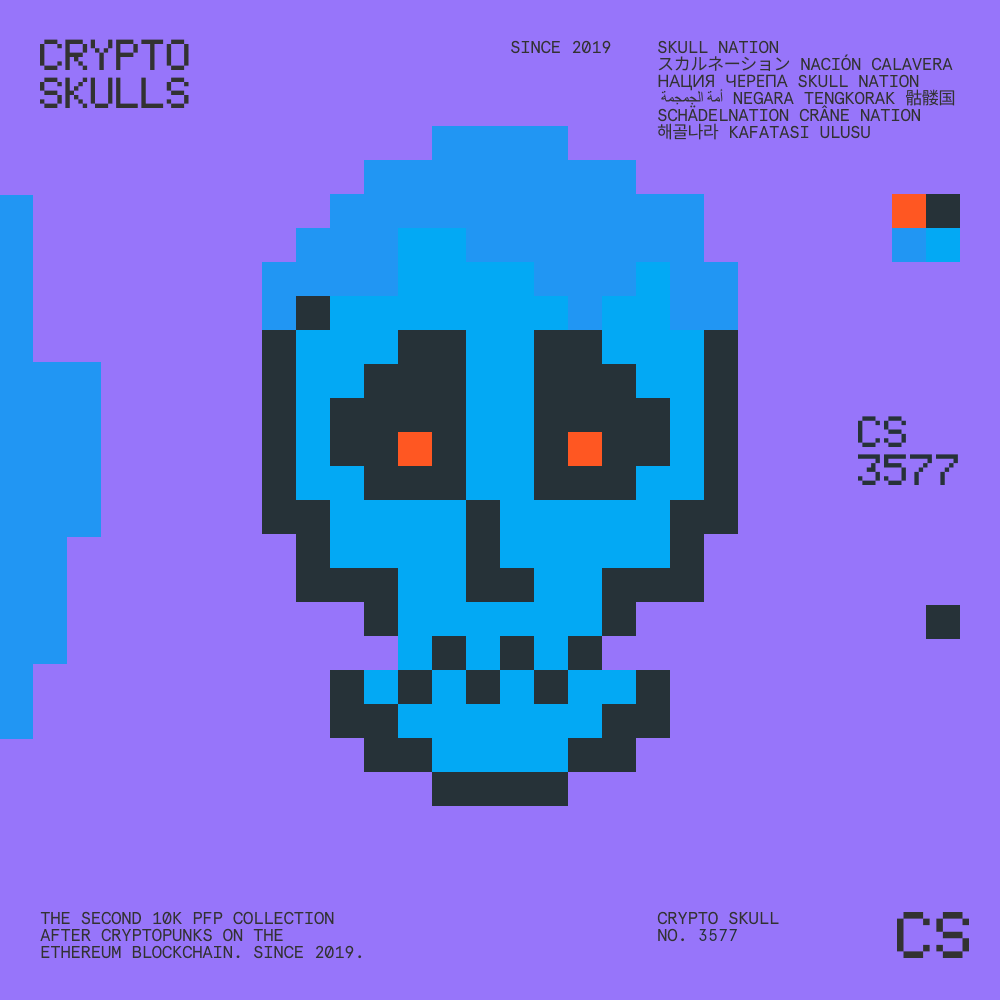 CRYPTO
SKULLS
SINCE 2019
SKULL NATION
スカルネーション NACIÓN CALAVERA
НАЦИЯ ЧЕРЕПА SKULL NATION
أمة الجمجمة NEGARA TENGKORAK 骷髅国
SCHÄDELNATION CRÂNE NATION
해골나라 KAFATASI ULUSU
CS
3577
THE SECOND 10K PFP COLLECTION
AFTER CRYPTOPUNKS ON THE
ETHEREUM BLOCKCHAIN. SINCE 2019.
CRYPTO SKULL
NO. 3577
CS